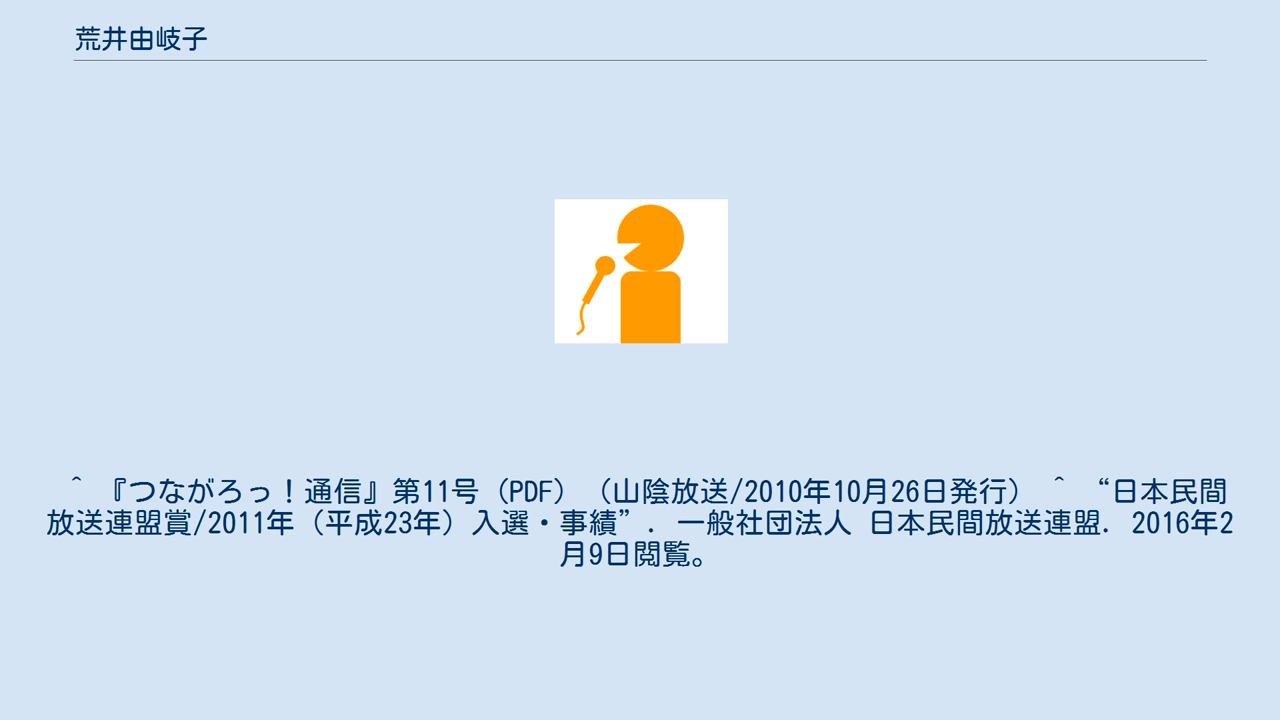 荒井由岐子
^ 『つながろっ！通信』第11号（PDF）（山陰放送/2010年10月26日発行） ^ “日本民間
放送連盟賞/2011年（平成23年）入選・事績”. 一般社団法人 日本民間放送連盟. 2016年2
月9日閲覧。